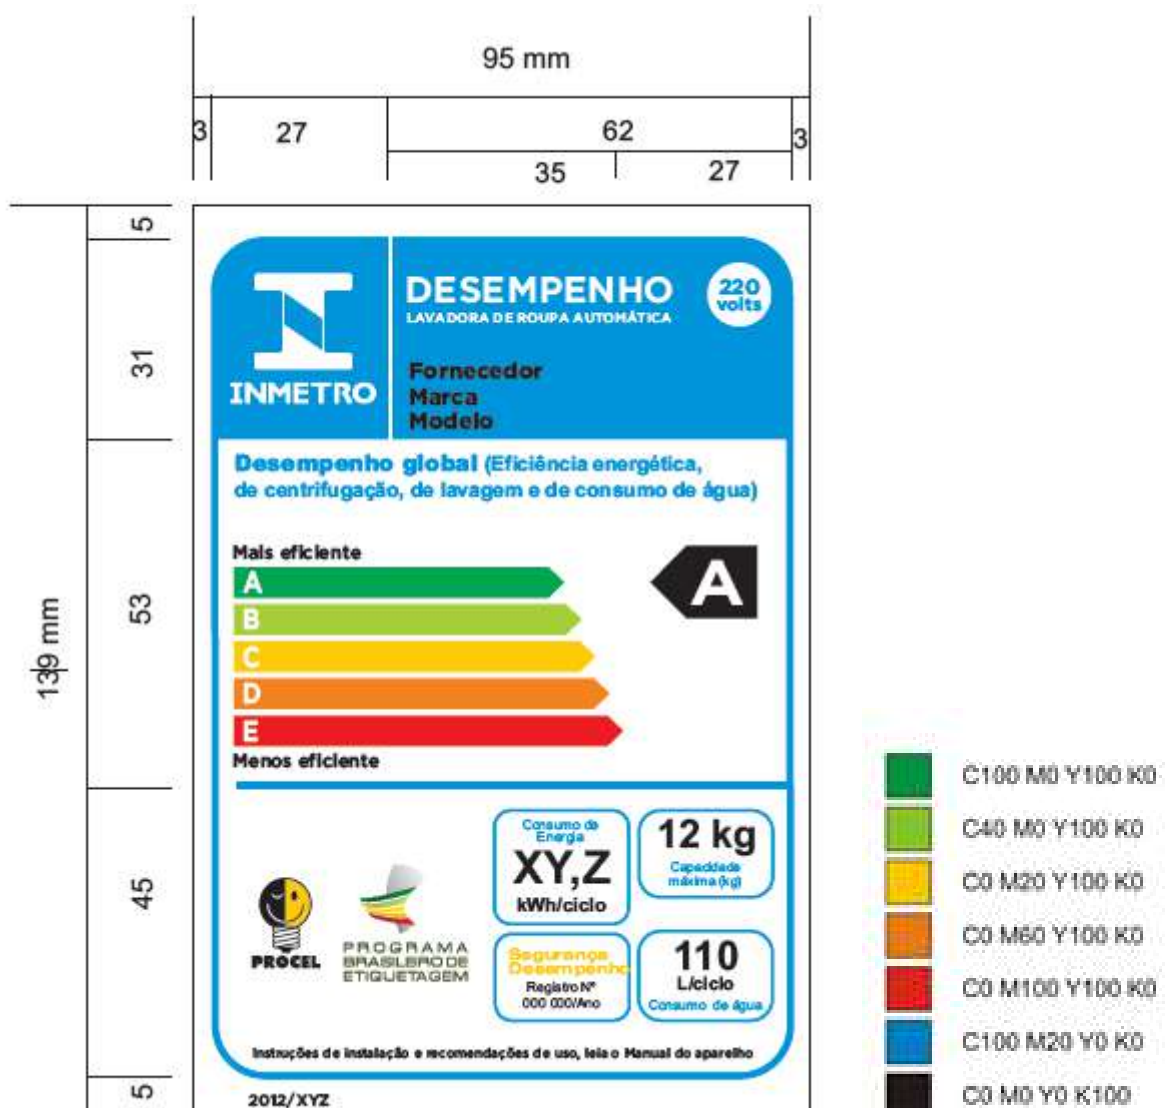 95 mm
3 27 62 3
35 27
5
31
53
139 mm
45
5
INMETRO
DESEMPENHO
LAVADORA DE ROUPA AUTOMÁTICA
220
volts
Fornecedor
Marca
Modelo
Desempenho global (Eficiência energética,
de centrifugação, de lavagem e de consumo de água)
Mais eficiente
A
B
C
D
E
Menos eficiente
A
PROCEL
PROGRAMA
BRASILEIRO DE
ETIQUETAGEM
Consumo de
Energia
XY,Z
kWh/ciclo
12 kg
Capacidade
máxima (kg)
Segurança
Desempenho
Registro Nº
000 000/Ano
110
L/ciclo
Consumo de água
Instruções de instalação e recomendações de uso, leia o Manual do aparelho
2012/XYZ
C100 M0 Y100 K0
C40 M0 Y100 K0
C0 M20 Y100 K0
C0 M60 Y100 K0
C0 M100 Y100 K0
C100 M20 Y0 K0
C0 M0 Y0 K100